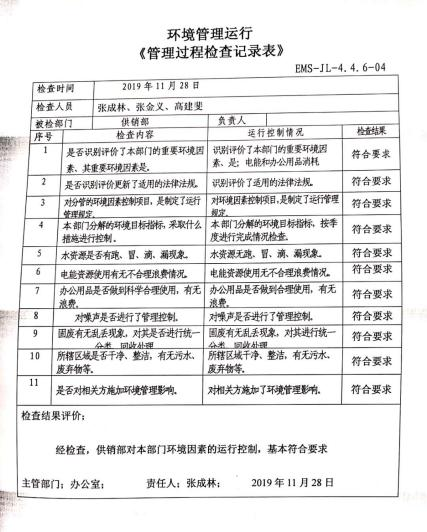 环境管理运行
《管理过程检查记录表》
EMS-JL-4.4.6-04
检查时间 2019年11月28日
检查人员 张成林、张金义、高建斐
被检部门 供销部 负责人
序号 检查内容 运行控制情况 检查结果
1 是否识别评价了本部门的重要环境因素、其重要环境因素是。 识别评价了本部门的重要环境因素、是；电能和办公用品消耗 符合要求
2 是否识别评价更新了适用的法律法规。 识别评价了适用的法律法规。 符合要求
3 对分管的环境因素控制项目，是制定了运行管理规定。 对环境因素控制项目，是制定了运行管理规定。 符合要求
4 本部门分解的环境目标指标，采取什么措施进行控制。 本部门分解的环境目标指标，按季度进行完成情况检查。 符合要求
5 水资源是否有跑、冒、滴、漏现象。 水资源无跑、冒、滴、漏现象。 符合要求
6 电能资源使用有无不合理浪费情况。 电能资源使用无不合理浪费情况。 符合要求
7 办公用品是否做到科学合理使用，有无浪费。 办公用品是否做到科学合理使用，有无浪费。 符合要求
8 对噪声是否进行了管理控制。 对噪声是否进行了管理控制。 符合要求
9 固废有无乱丢现象，对其是否进行统一分类、回收处理 固废有无乱丢现象，对其进行统一分类、回收处理 符合要求
10 所辖区域是否干净、整洁，有无污水、废弃物等。 所辖区域干净、整洁，有无污水、废弃物等。 符合要求
11 是否对相关方施加环境管理影响。 对相关方施加了环境管理影响。 符合要求
检查结果评价：
经检查，供销部对本部门环境因素的运行控制，基本符合要求
主管部门：办公室； 责任人：张成林； 2019年11月28日